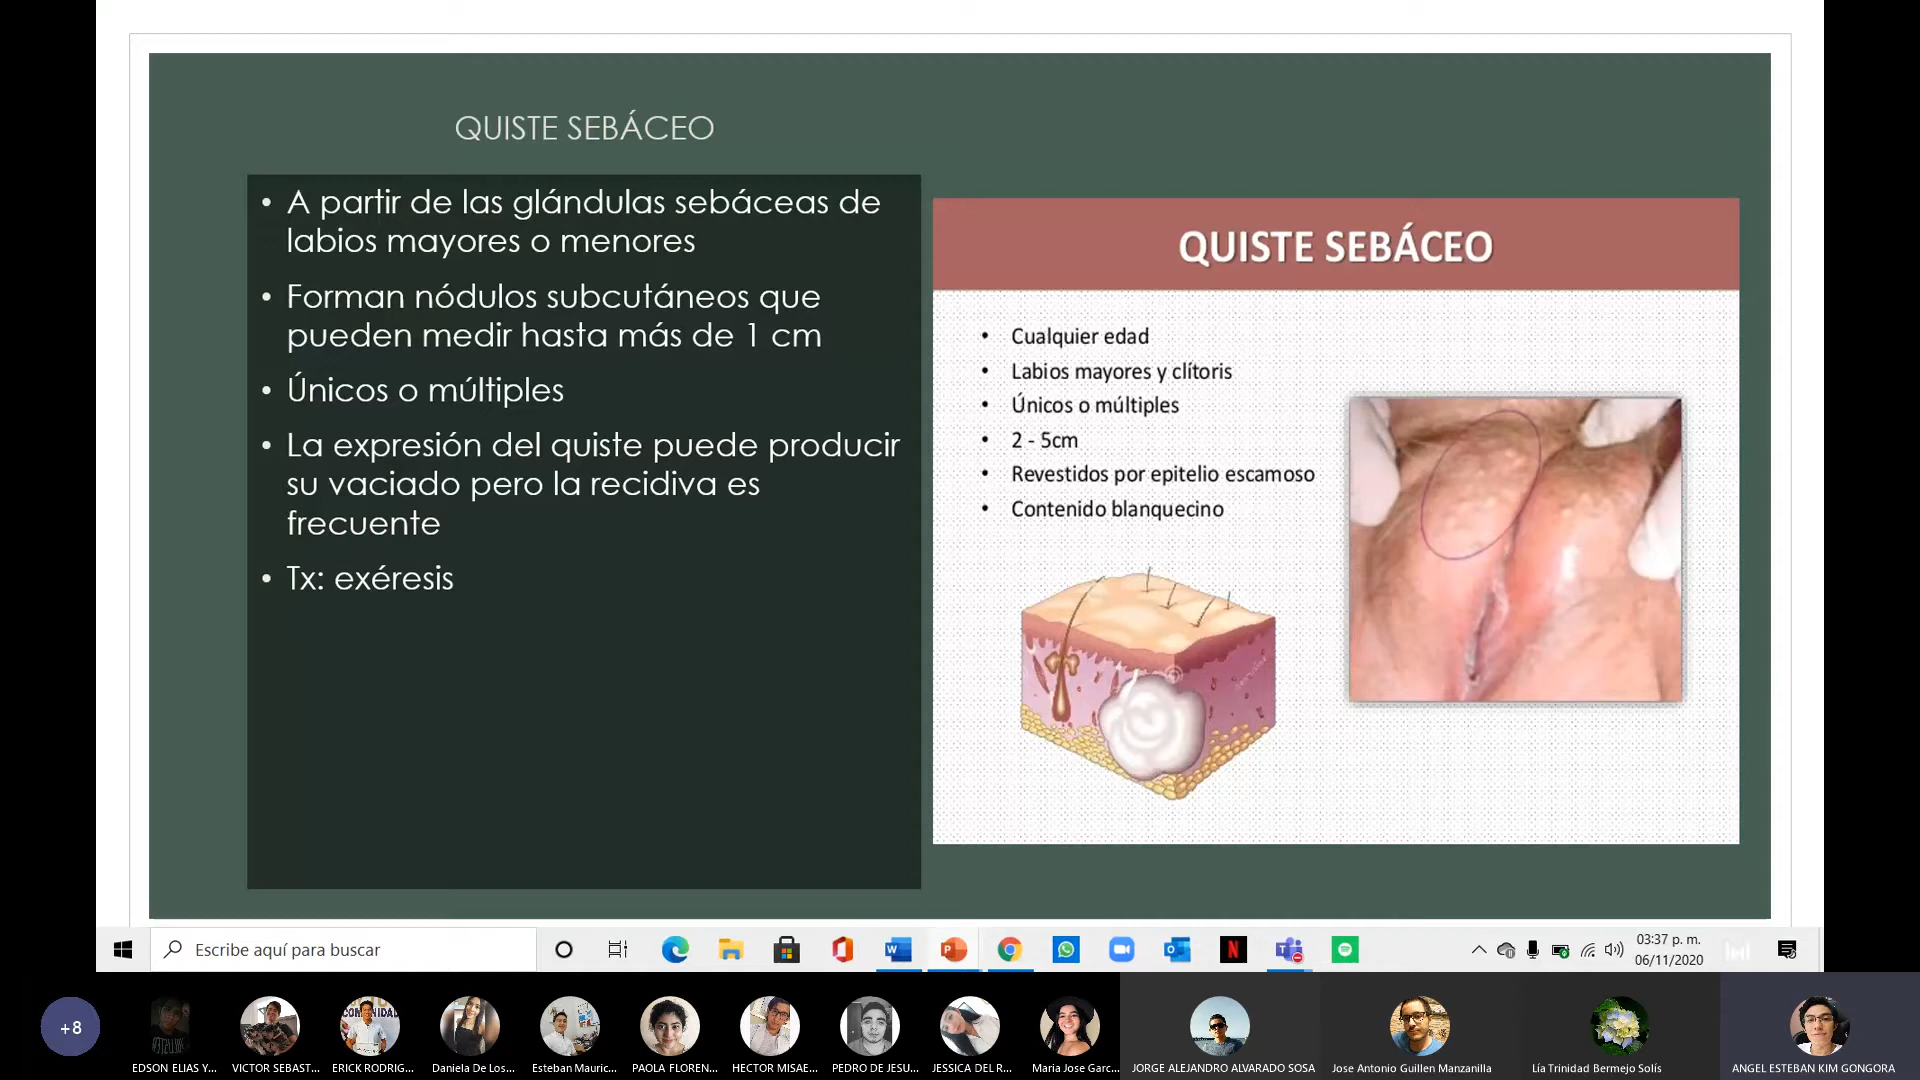 QUISTE SEBÁCEO
• A partir de las glándulas sebáceas de
labios mayores o menores
• Forman nódulos subcutáneos que
pueden medir hasta más de 1 cm
• Únicos o múltiples
• La expresión del quiste puede producir
su vaciado pero la recidiva es
frecuente
• Tx: exéresis
QUISTE SEBÁCEO
• Cualquier edad
• Labios mayores y clítoris
• Únicos o múltiples
• 2 - 5cm
• Revestidos por epitelio escamoso
• Contenido blanquecino
Escribe aquí para buscar
03:37 p. m.
06/11/2020
+8
EDSON ELIAS Y...
VICTOR SEBAST...
ERICK RODRIG...
Daniela De Los...
Esteban Mauric...
PAOLA FLOREN...
HECTOR MISAE...
PEDRO DE JESU...
JESSICA DEL R...
Maria Jose Garc...
JORGE ALEJANDRO ALVARADO SOSA
Jose Antonio Guillen Manzanilla
Lía Trinidad Bermejo Solís
ANGEL ESTEBAN KIM GONGORA